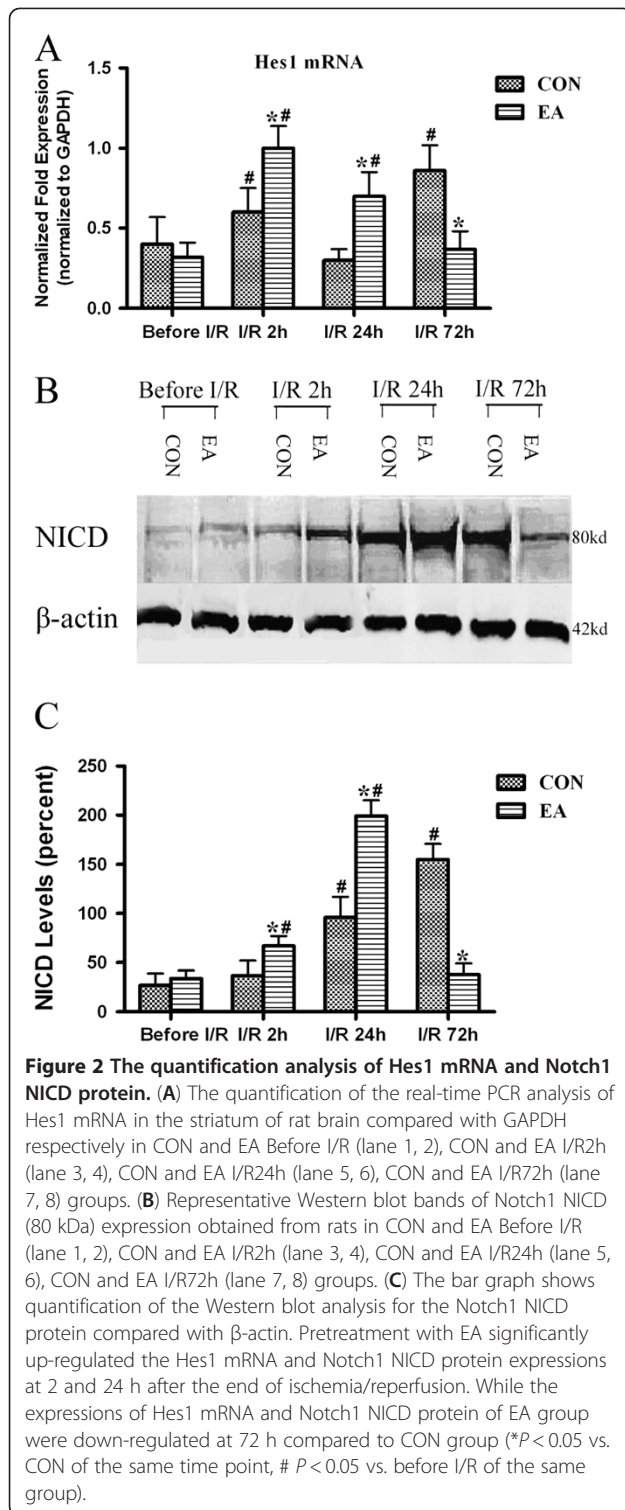 A
Hes1 mRNA
Normalized Fold Expression
(normalized to GAPDH)
1.5
1.0
0.5
0.0
CON
EA
#
*#
*#
#
*
Before I/R I/R 2h I/R 24h I/R 72h
B
Before I/R I/R 2h I/R 24h I/R 72h
CON EA CON EA CON EA CON EA
NICD 80kd
β-actin 42kd
C
NICD Levels (percent)
250
200
150
100
50
0
CON
EA
*#
#
*#
#
*
Before I/R I/R 2h I/R 24h I/R 72h
Figure 2 The quantification analysis of Hes1 mRNA and Notch1
NICD protein. (A) The quantification of the real-time PCR analysis of
Hes1 mRNA in the striatum of rat brain compared with GAPDH
respectively in CON and EA Before I/R (lane 1, 2), CON and EA I/R2h
(lane 3, 4), CON and EA I/R24h (lane 5, 6), CON and EA I/R72h (lane
7, 8) groups. (B) Representative Western blot bands of Notch1 NICD
(80 kDa) expression obtained from rats in CON and EA Before I/R
(lane 1, 2), CON and EA I/R2h (lane 3, 4), CON and EA I/R24h (lane 5,
6), CON and EA I/R72h (lane 7, 8) groups. (C) The bar graph shows
quantification of the Western blot analysis for the Notch1 NICD
protein compared with β-actin. Pretreatment with EA significantly
up-regulated the Hes1 mRNA and Notch1 NICD protein expressions
at 2 and 24 h after the end of ischemia/reperfusion. While the
expressions of Hes1 mRNA and Notch1 NICD protein of EA group
were down-regulated at 72 h compared to CON group (*P < 0.05 vs.
CON of the same time point, # P < 0.05 vs. before I/R of the same
group).